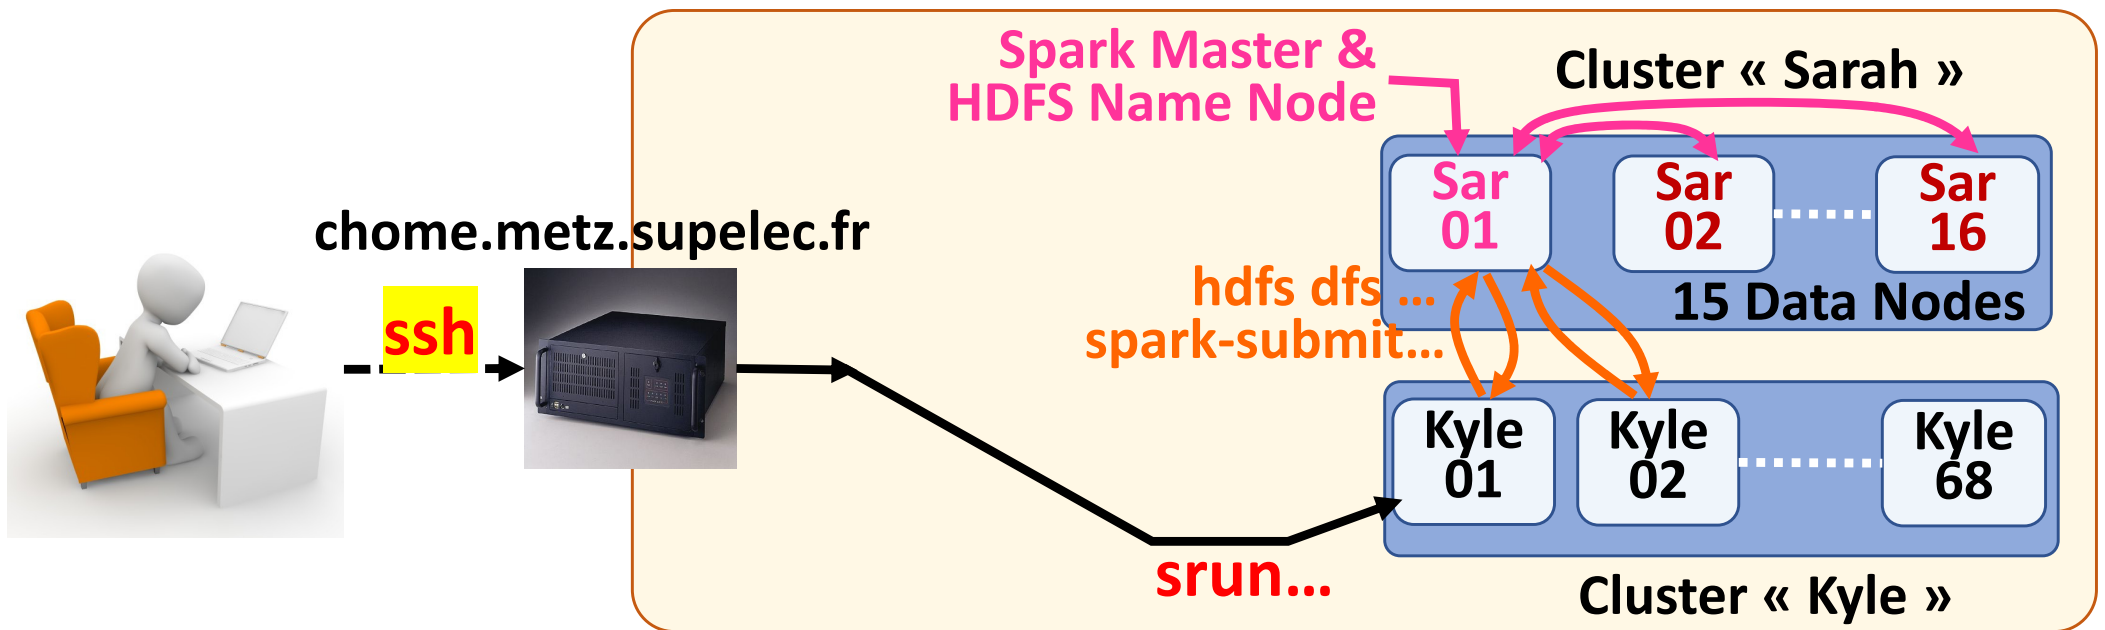 Spark Master &
HDFS Name Node
Cluster « Sarah »
Sar
01
Sar
02
Sar
16
15 Data Nodes
chome.metz.supelec.fr
ssh
hdfs dfs …
spark-submit…
Kyle
01
Kyle
02
Kyle
68
srun…
Cluster « Kyle »